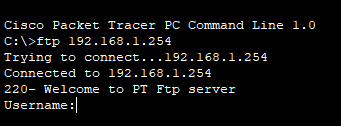 Cisco Packet Tracer PC Command Line 1.0
C:\>ftp 192.168.1.254
Trying to connect...192.168.1.254
Connected to 192.168.1.254
220- Welcome to PT Ftp server
Username: